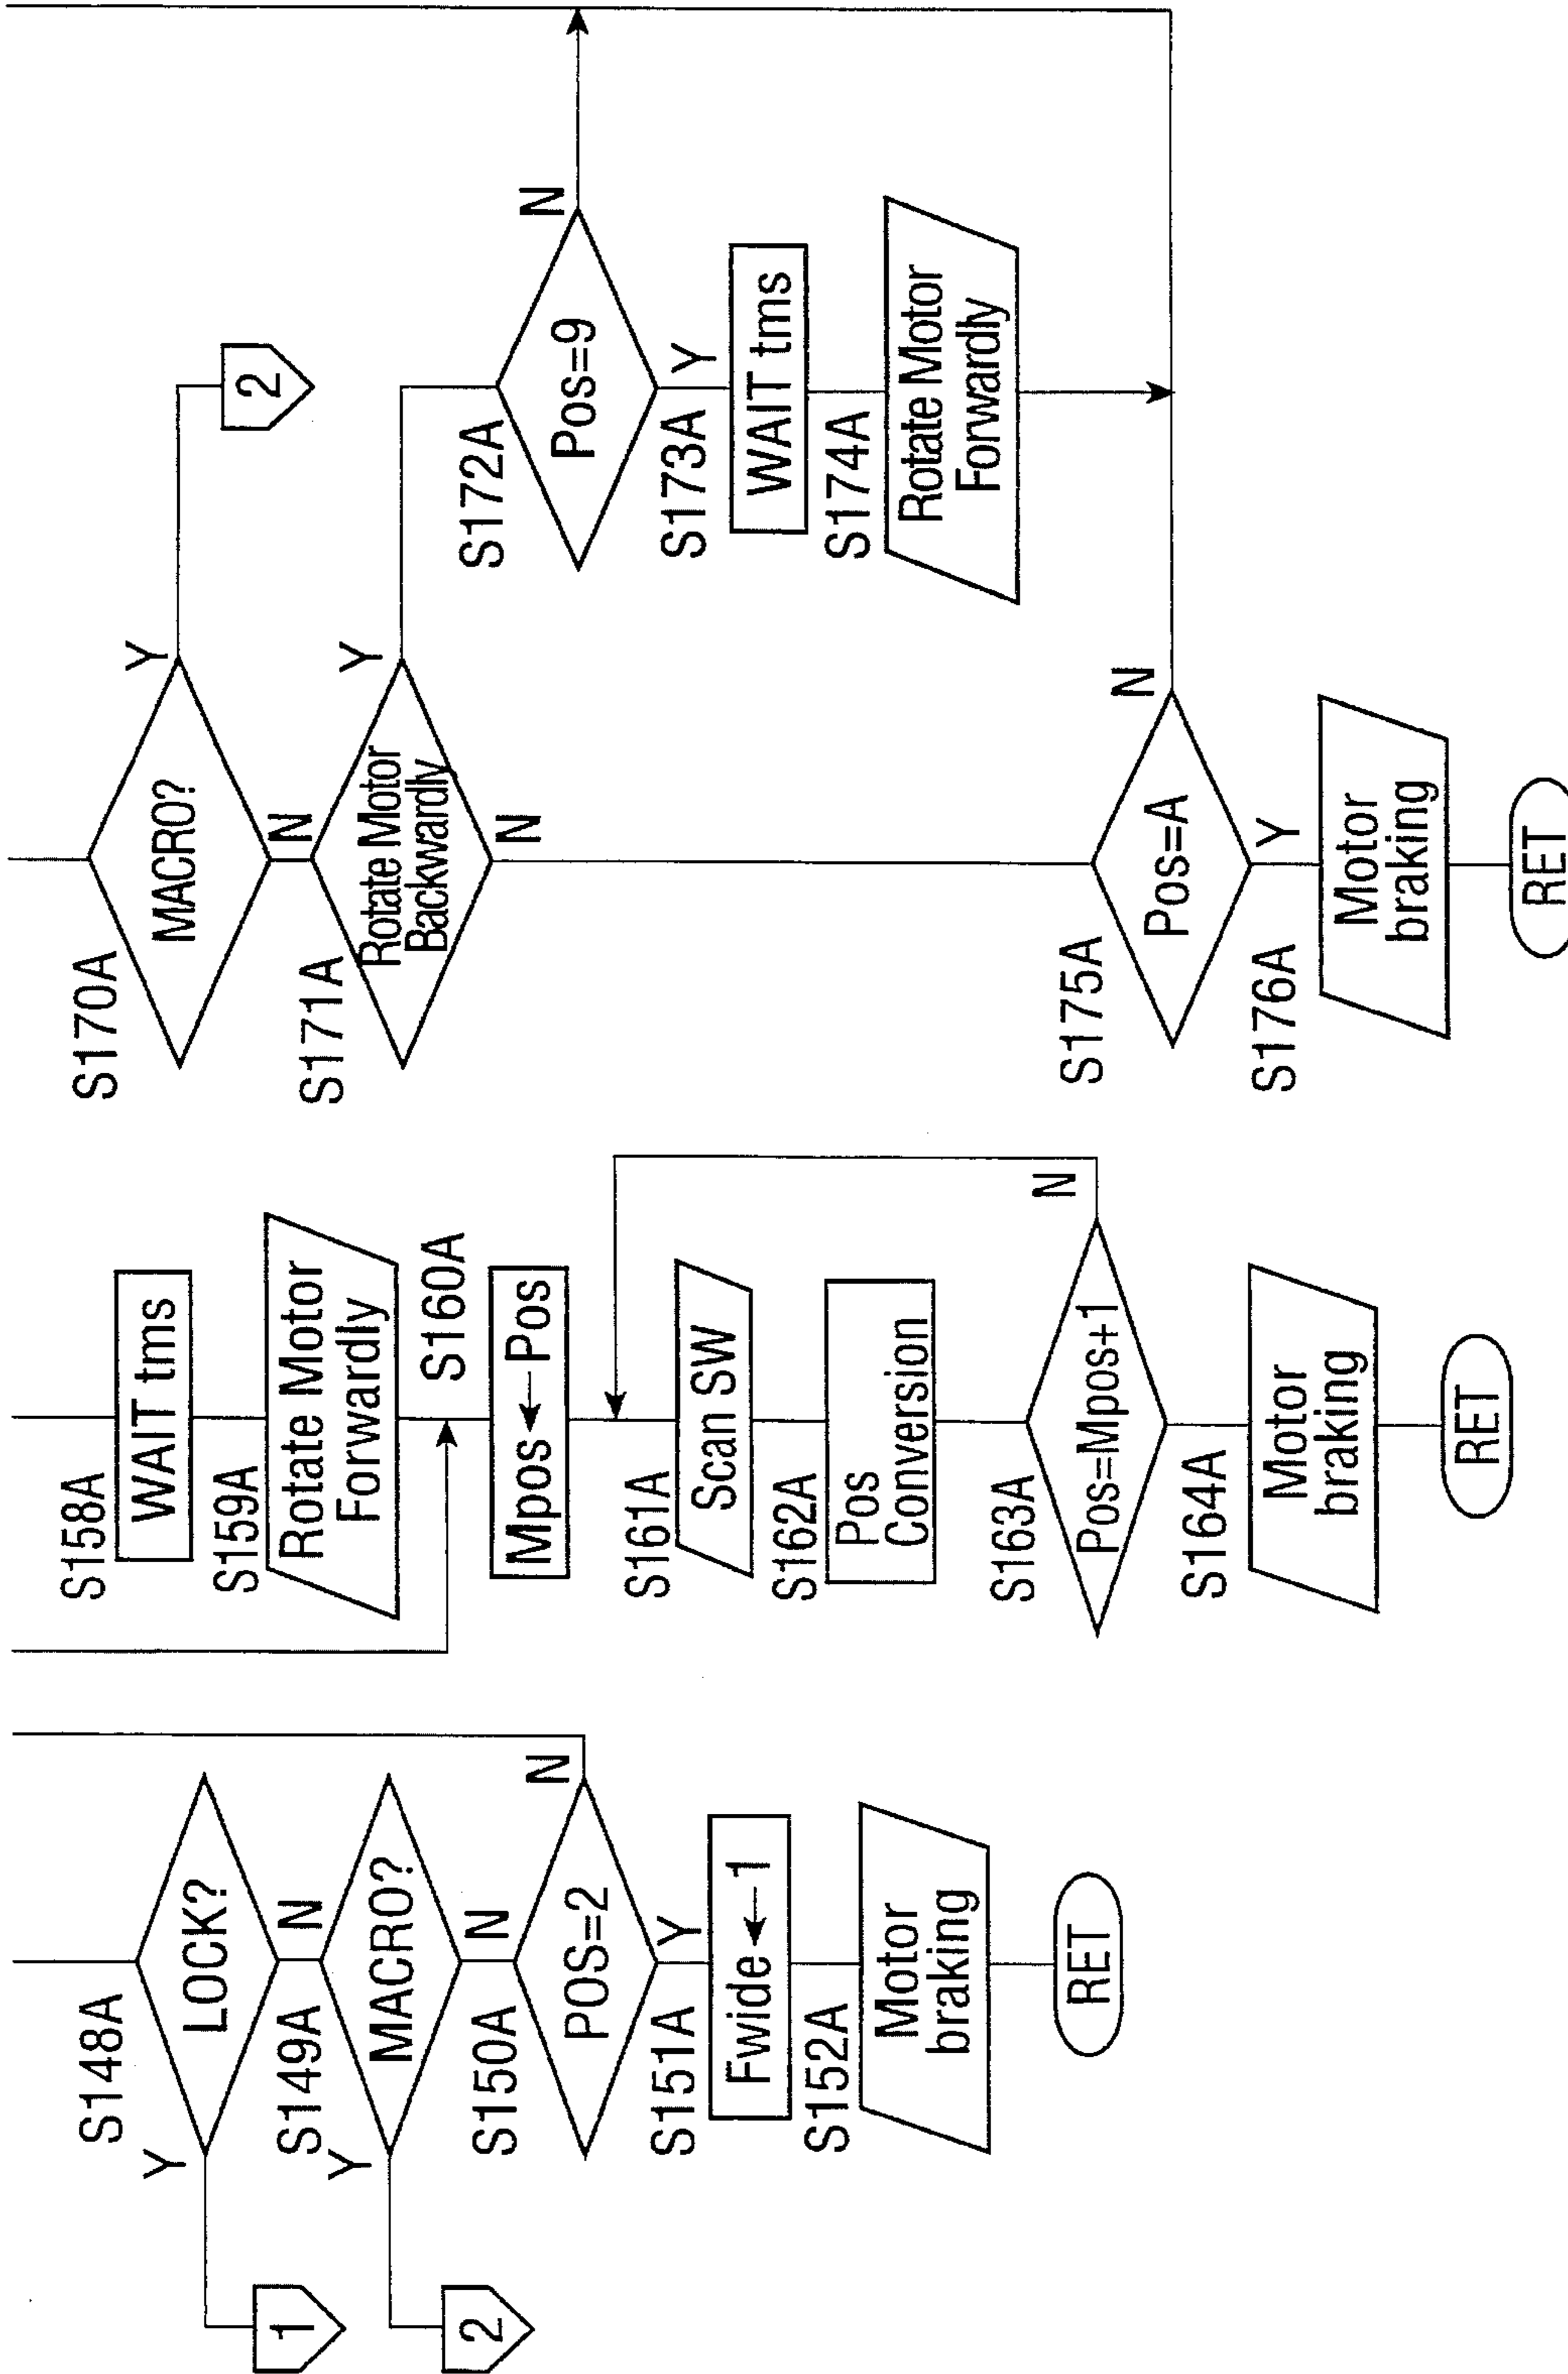 S148A
LOCK?
Y
N
1
S149A
MACRO?
Y
N
2
S150A
POS=2
N
Y
S151A
Fwide←1
S152A
Motor
braking
RET
S158A
WAIT tms
S159A
Rotate Motor
Forwardly
S160A
Mpos←Pos
S161A
Scan SW
S162A
Pos
Conversion
S163A
Pos=Mpos+1
N
S164A
Motor
braking
RET
S170A
MACRO?
Y
N
2
S171A
Rotate Motor
Backwardly
Y
N
S172A
Pos=9
N
Y
S173A
WAIT tms
S174A
Rotate Motor
Forwardly
S175A
Pos=A
N
Y
S176A
Motor
braking
RET